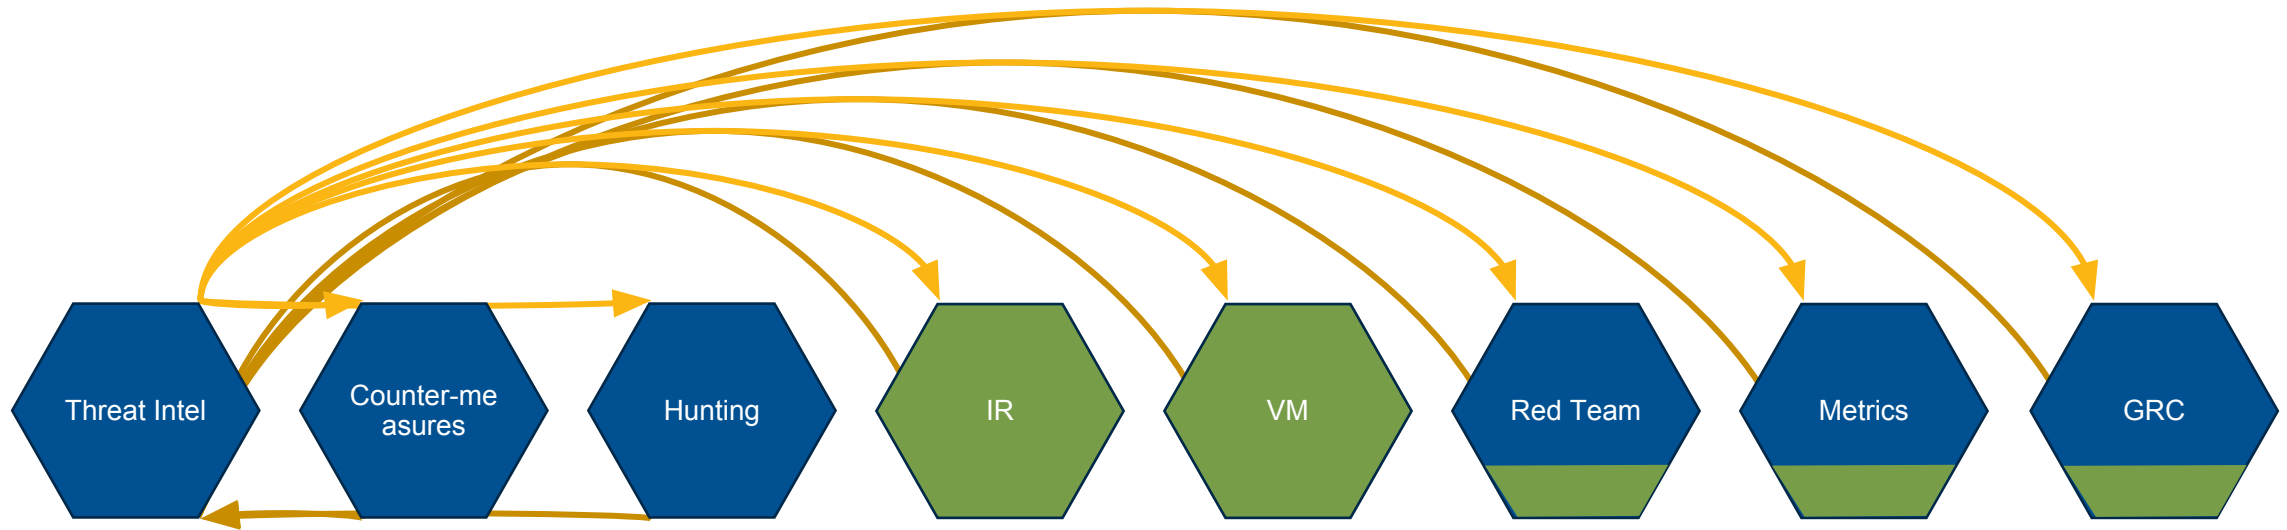 Threat Intel
Counter-me
asures
Hunting
IR
VM
Red Team
Metrics
GRC